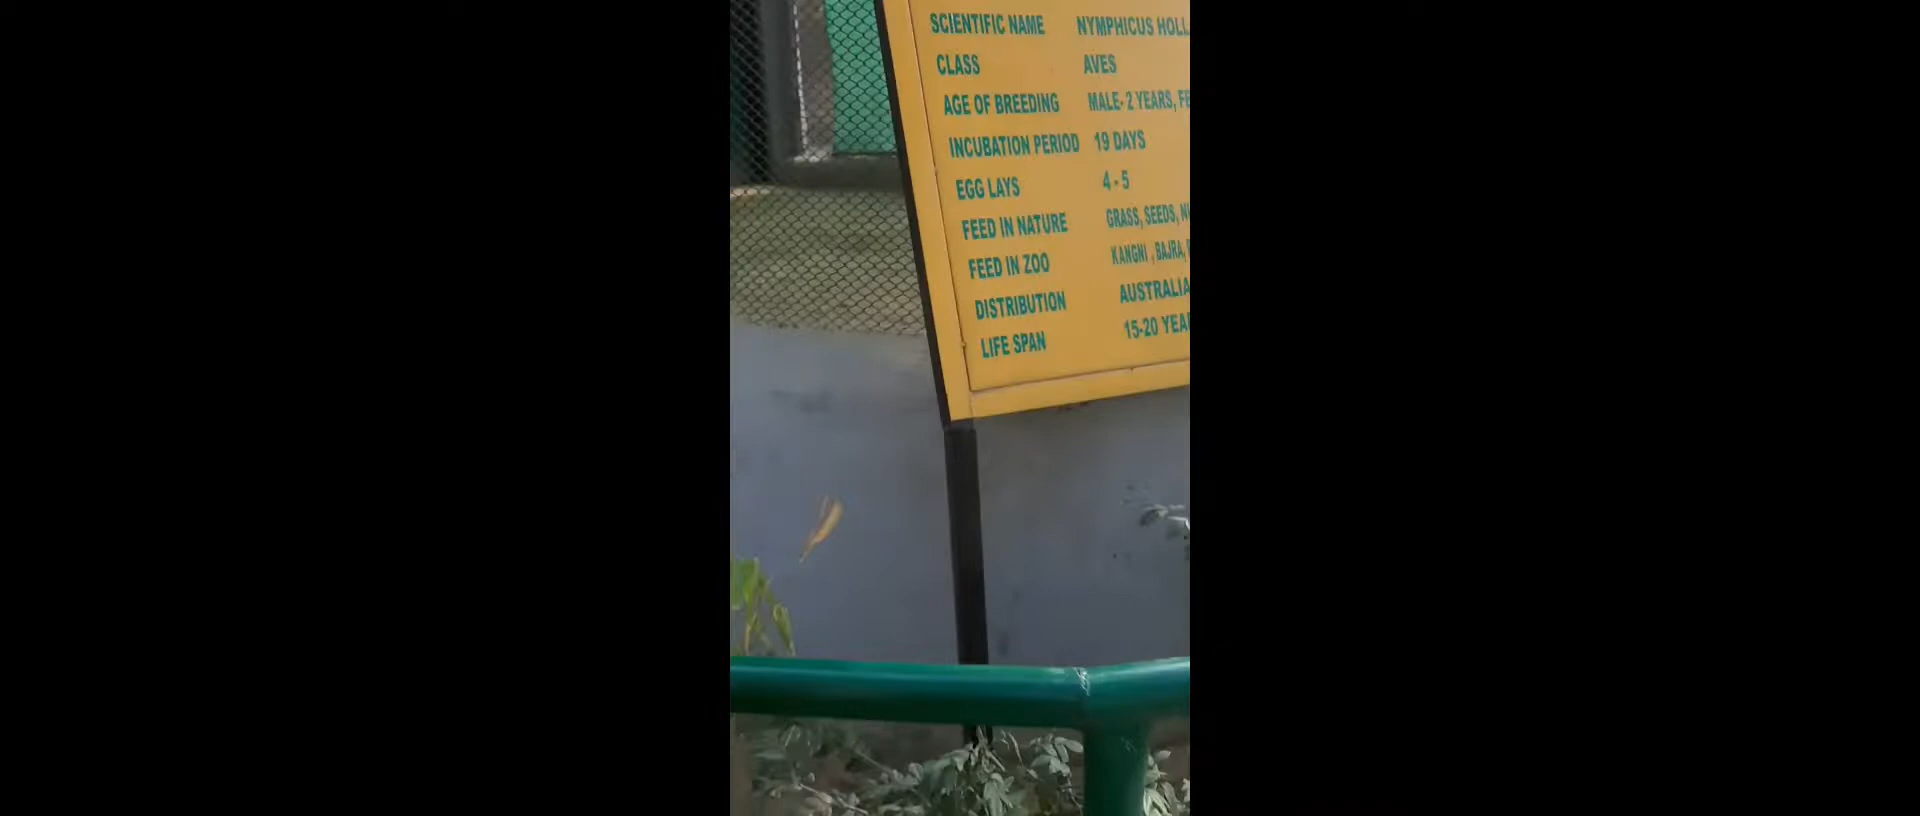 SCIENTIFIC NAME NYMPHICUS HOLL
CLASS AVES
AGE OF BREEDING MALE- 2 YEARS, FE
INCUBATION PERIOD 19 DAYS
EGG LAYS 4 - 5
FEED IN NATURE GRASS, SEEDS,
FEED IN ZOO KANGNI , BAJRA,
DISTRIBUTION AUSTRALIA
LIFE SPAN 15-20 YEA